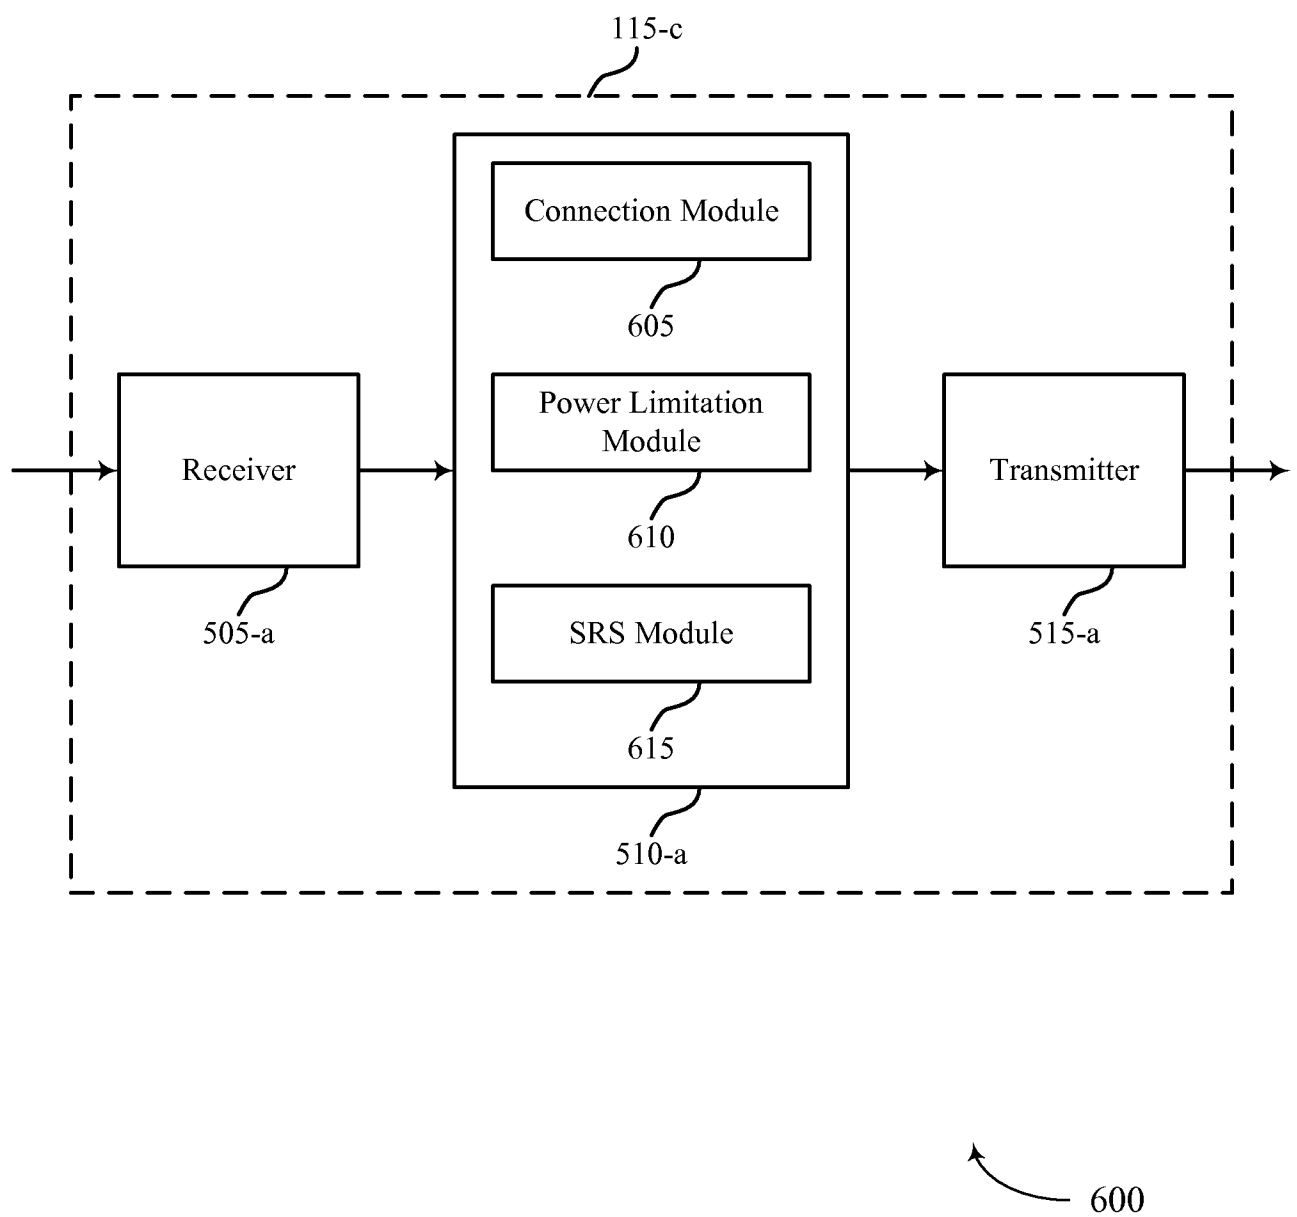 115-c
Connection Module
605
Power Limitation
Module
610
Receiver
505-a
Transmitter
515-a
SRS Module
615
510-a
600